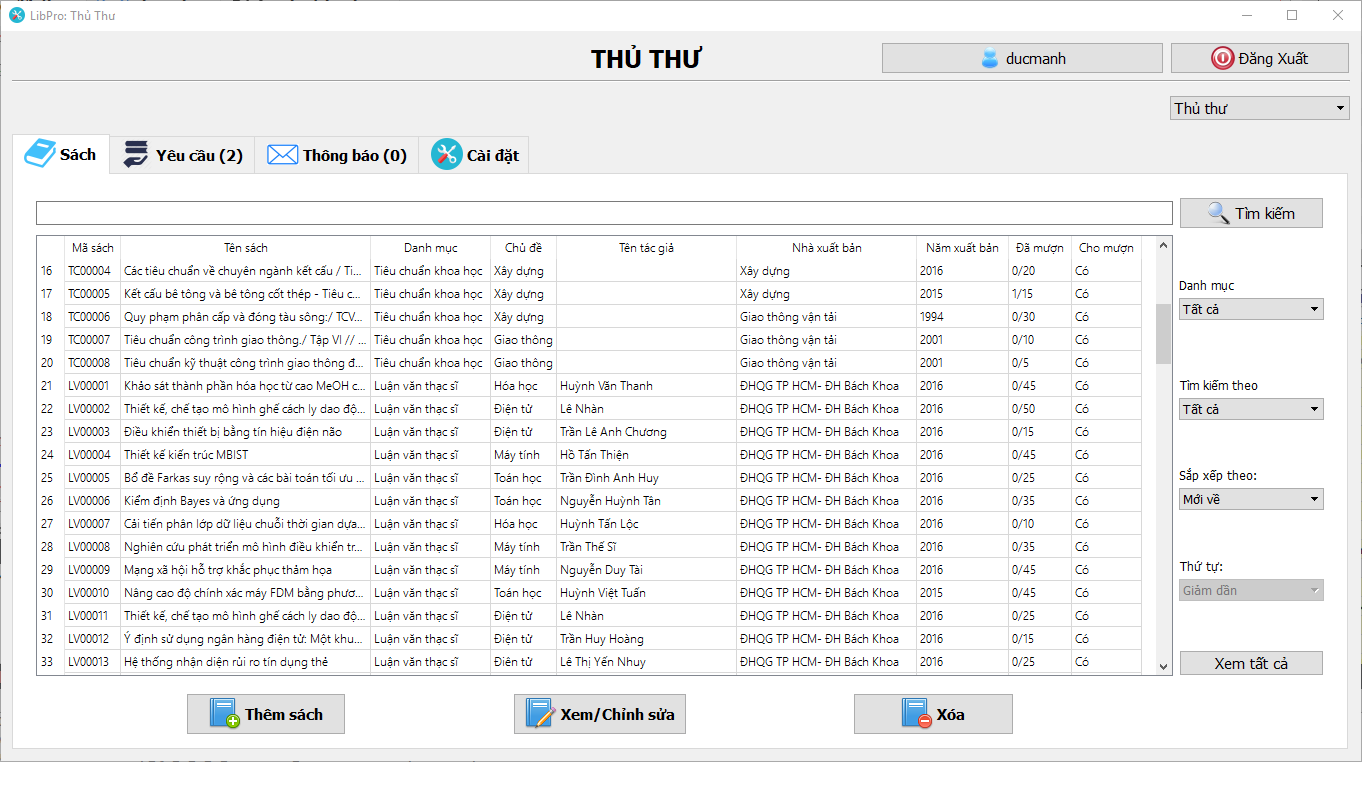 LibPro: Thủ Thư
THỦ THƯ
ducmanh
Đăng Xuất
Thủ thư
Sách
Yêu cầu (2)
Thông báo (0)
Cài đặt
Tìm kiếm
Mã sách Tên sách Danh mục Chủ đề Tên tác giả Nhà xuất bản Năm xuất bản Đã mượn Cho mượn
16 TC00004 Các tiêu chuẩn về chuyên ngành kết cấu / Ti... Tiêu chuẩn khoa học Xây dựng Xây dựng 2016 0/20 Có
17 TC00005 Kết cấu bê tông và bê tông cốt thép - Tiêu c... Tiêu chuẩn khoa học Xây dựng Xây dựng 2015 1/15 Có
18 TC00006 Quy phạm phân cấp và đóng tàu sông:/ TCV... Tiêu chuẩn khoa học Xây dựng Giao thông vận tải 1994 0/30 Có
19 TC00007 Tiêu chuẩn công trình giao thông./ Tập VI // ... Tiêu chuẩn khoa học Giao thông Giao thông vận tải 2001 0/10 Có
20 TC00008 Tiêu chuẩn kỹ thuật công trình giao thông đ... Tiêu chuẩn khoa học Giao thông Giao thông vận tải 2001 0/5 Có
21 LV00001 Khảo sát thành phần hóa học từ cao MeOH c... Luận văn thạc sĩ Hóa học Huỳnh Văn Thanh ĐHQG TP HCM- ĐH Bách Khoa 2016 0/45 Có
22 LV00002 Thiết kế, chế tạo mô hình ghế cách ly dao độ... Luận văn thạc sĩ Điện tử Lê Nhàn ĐHQG TP HCM- ĐH Bách Khoa 2016 0/50 Có
23 LV00003 Điều khiển thiết bị bằng tín hiệu điện não Luận văn thạc sĩ Điện tử Trần Lê Anh Chương ĐHQG TP HCM- ĐH Bách Khoa 2016 0/15 Có
24 LV00004 Thiết kế kiến trúc MBIST Luận văn thạc sĩ Máy tính Hồ Tấn Thiện ĐHQG TP HCM- ĐH Bách Khoa 2016 0/45 Có
25 LV00005 Bổ đề Farkas suy rộng và các bài toán tối ưu ... Luận văn thạc sĩ Toán học Trần Đình Anh Huy ĐHQG TP HCM- ĐH Bách Khoa 2016 0/25 Có
26 LV00006 Kiểm định Bayes và ứng dụng Luận văn thạc sĩ Toán học Nguyễn Huỳnh Tân ĐHQG TP HCM- ĐH Bách Khoa 2016 0/35 Có
27 LV00007 Cải tiến phân lớp dữ liệu chuỗi thời gian dựa... Luận văn thạc sĩ Hóa học Huỳnh Tấn Lộc ĐHQG TP HCM- ĐH Bách Khoa 2016 0/10 Có
28 LV00008 Nghiên cứu phát triển mô hình điều khiển tr... Luận văn thạc sĩ Máy tính Trần Thế Sĩ ĐHQG TP HCM- ĐH Bách Khoa 2016 0/35 Có
29 LV00009 Mạng xã hội hỗ trợ khắc phục thảm họa Luận văn thạc sĩ Máy tính Nguyễn Duy Tài ĐHQG TP HCM- ĐH Bách Khoa 2016 0/45 Có
30 LV00010 Nâng cao độ chính xác máy FDM bằng phươ... Luận văn thạc sĩ Toán học Huỳnh Việt Tuấn ĐHQG TP HCM- ĐH Bách Khoa 2015 0/45 Có
31 LV00011 Thiết kế, chế tạo mô hình ghế cách ly dao độ... Luận văn thạc sĩ Điện tử Lê Nhàn ĐHQG TP HCM- ĐH Bách Khoa 2016 0/25 Có
32 LV00012 Ý định sử dụng ngân hàng điện tử: Một khu... Luận văn thạc sĩ Điện tử Trần Huy Hoàng ĐHQG TP HCM- ĐH Bách Khoa 2016 0/15 Có
33 LV00013 Hệ thống nhận diện rủi ro tín dụng thẻ Luận văn thạc sĩ Điện tử Lê Thị Yến Nhuy ĐHQG TP HCM- ĐH Bách Khoa 2016 0/25 Có
Danh mục
Tất cả
Tìm kiếm theo
Tất cả
Sắp xếp theo:
Mới về
Thứ tự:
Giảm dần
Xem tất cả
Thêm sách
Xem/Chỉnh sửa
Xóa